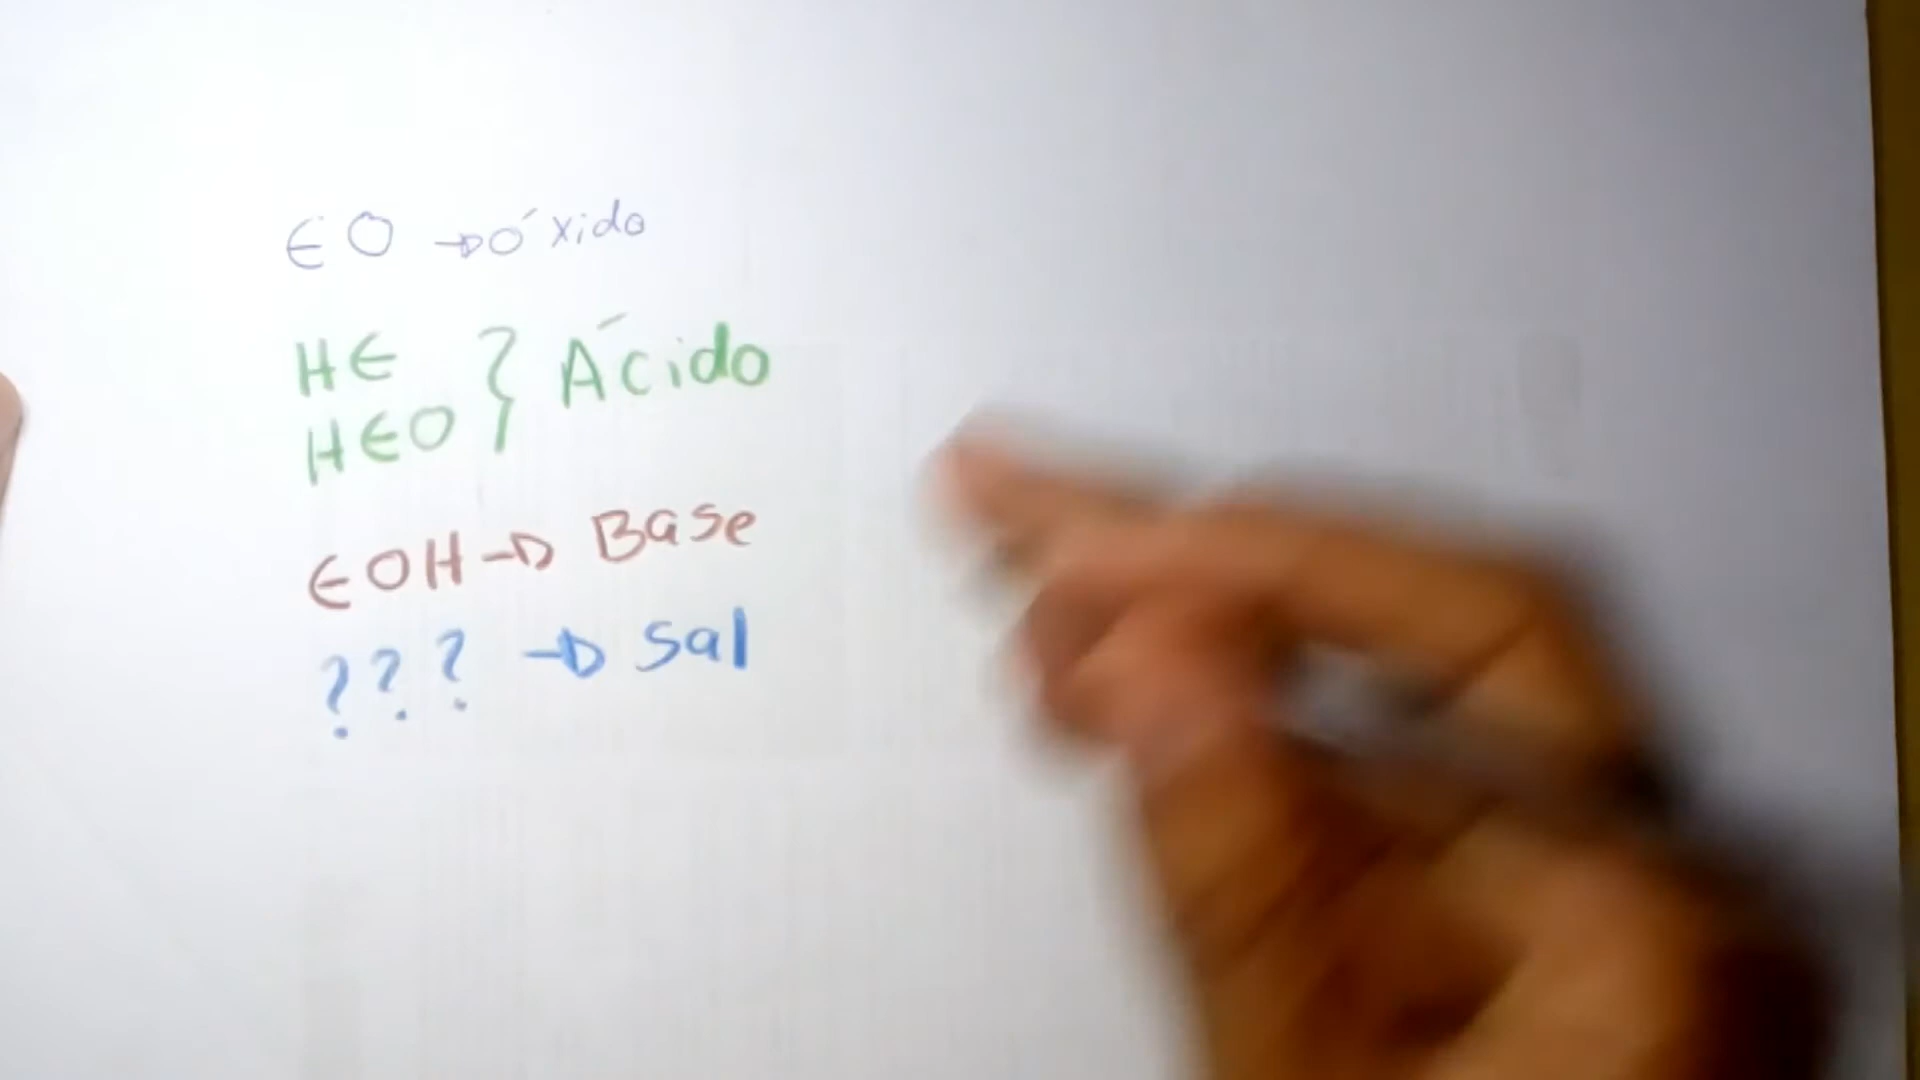 EO → óxido
HE
HEO } Ácido
EOH → Base
? ? ? → Sal